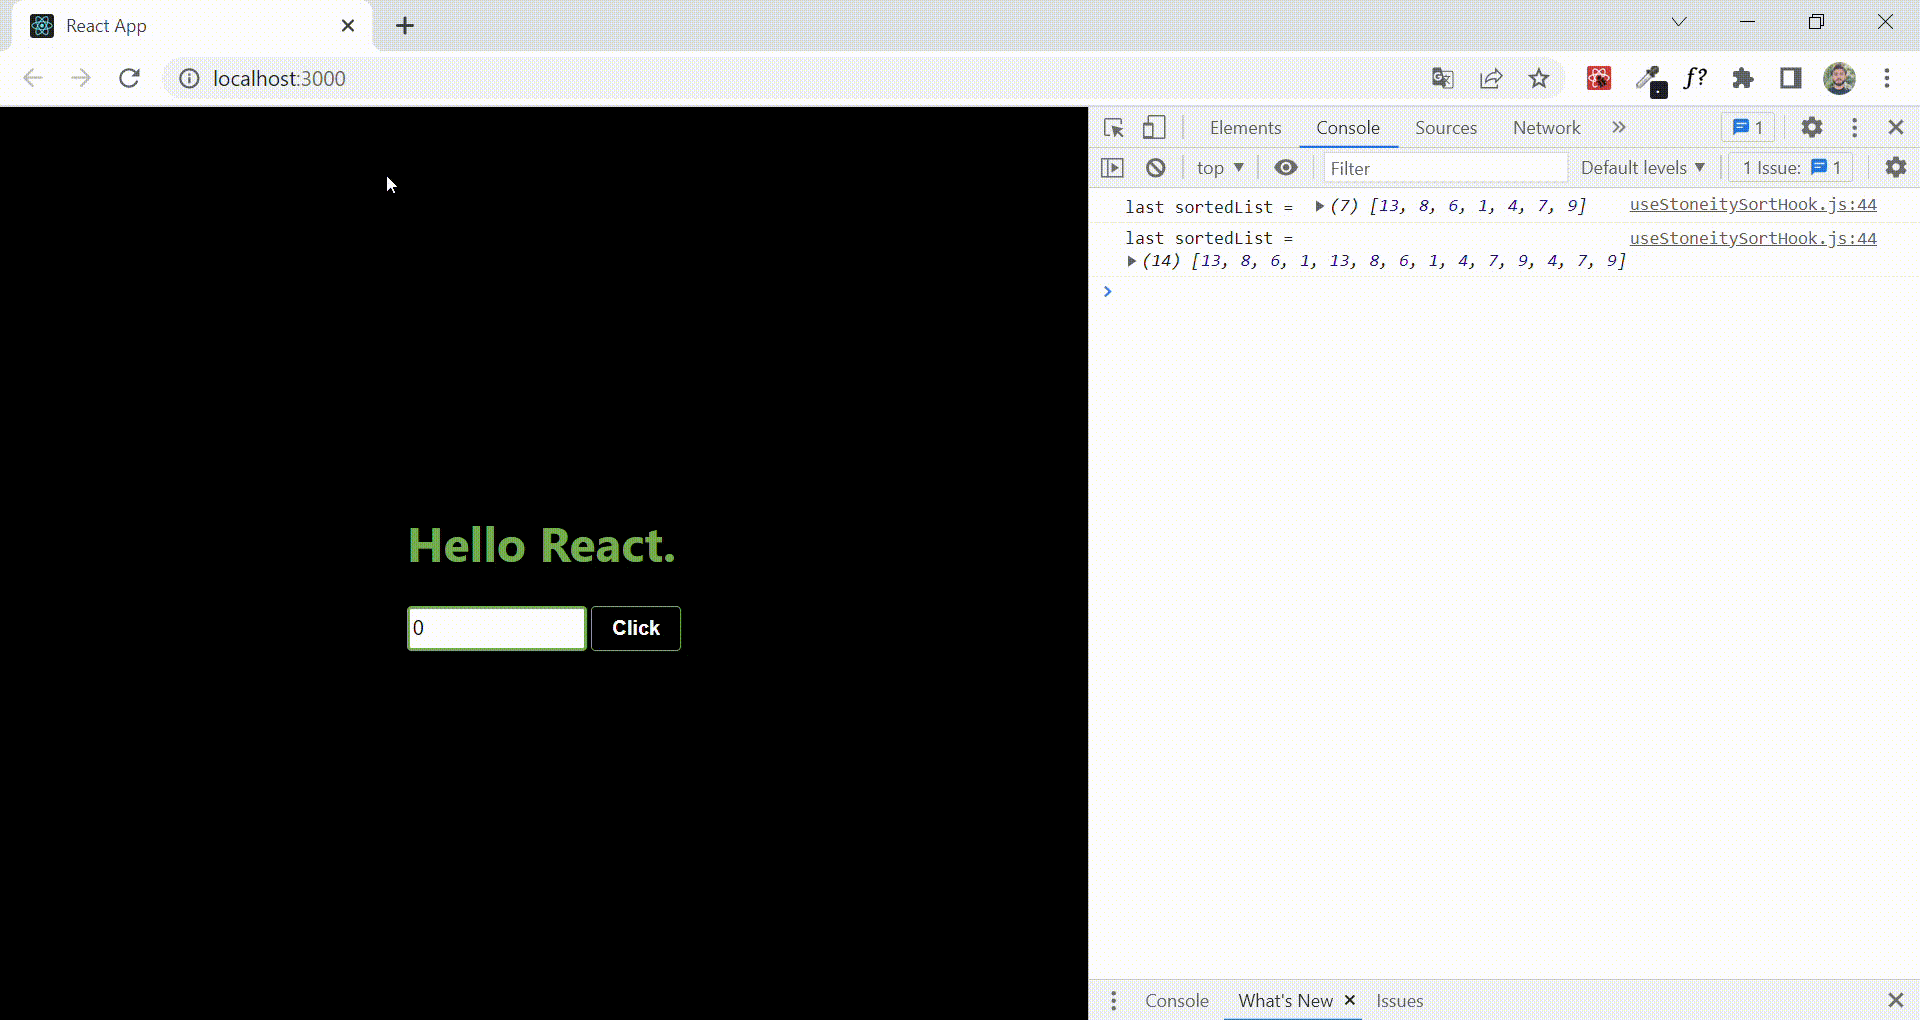 React App
localhost:3000
f?
Elements Console Sources Network 1
top Filter Default levels 1 Issue: 1
last sortedList = (7) [13, 8, 6, 1, 4, 7, 9] useStoneitySortHook.js:44
last sortedList = useStoneitySortHook.js:44
(14) [13, 8, 6, 1, 13, 8, 6, 1, 4, 7, 9, 4, 7, 9]
Hello React.
0 Click
Console What's New Issues